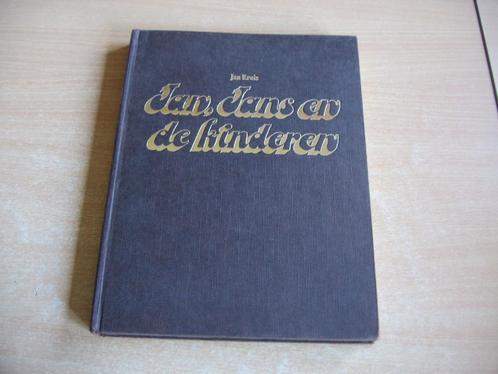 Jan Kruis
Jan, Jans en
de kinderen